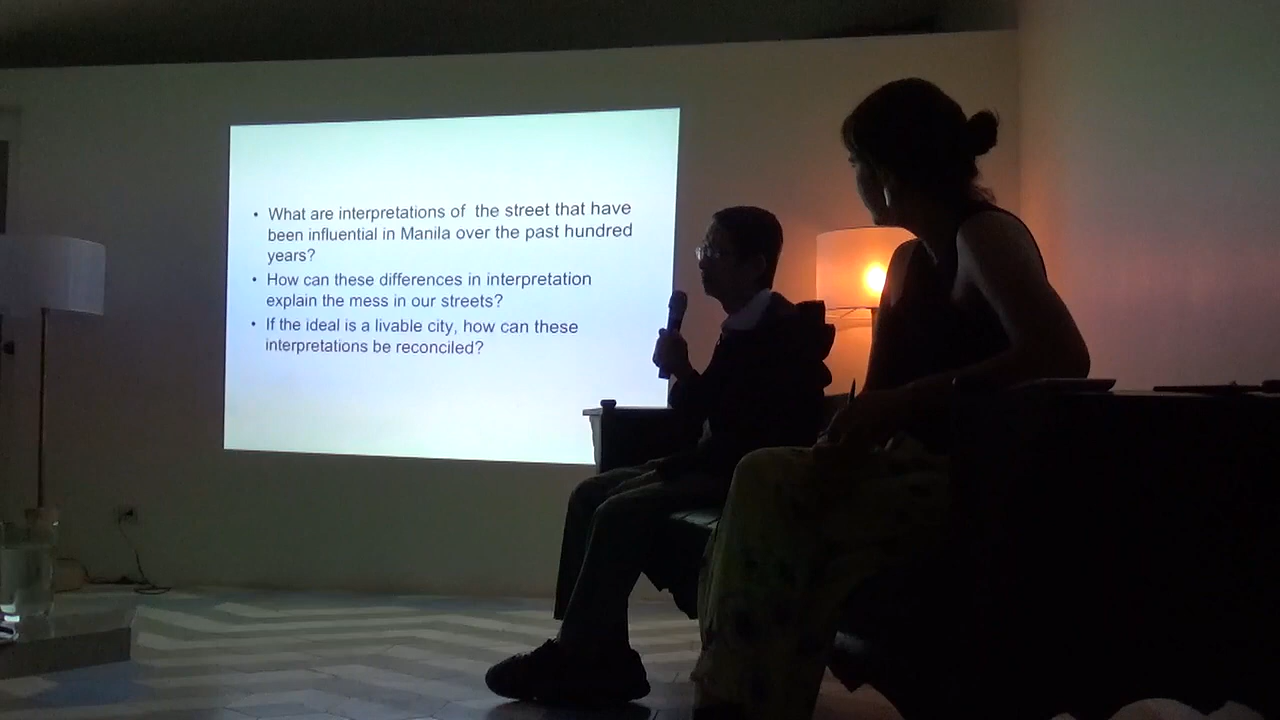 • What are interpretations of the street that have
been influential in Manila over the past hundred
years?
• How can these differences in interpretation
explain the mess in our streets?
• If the ideal is a livable city, how can these
interpretations be reconciled?